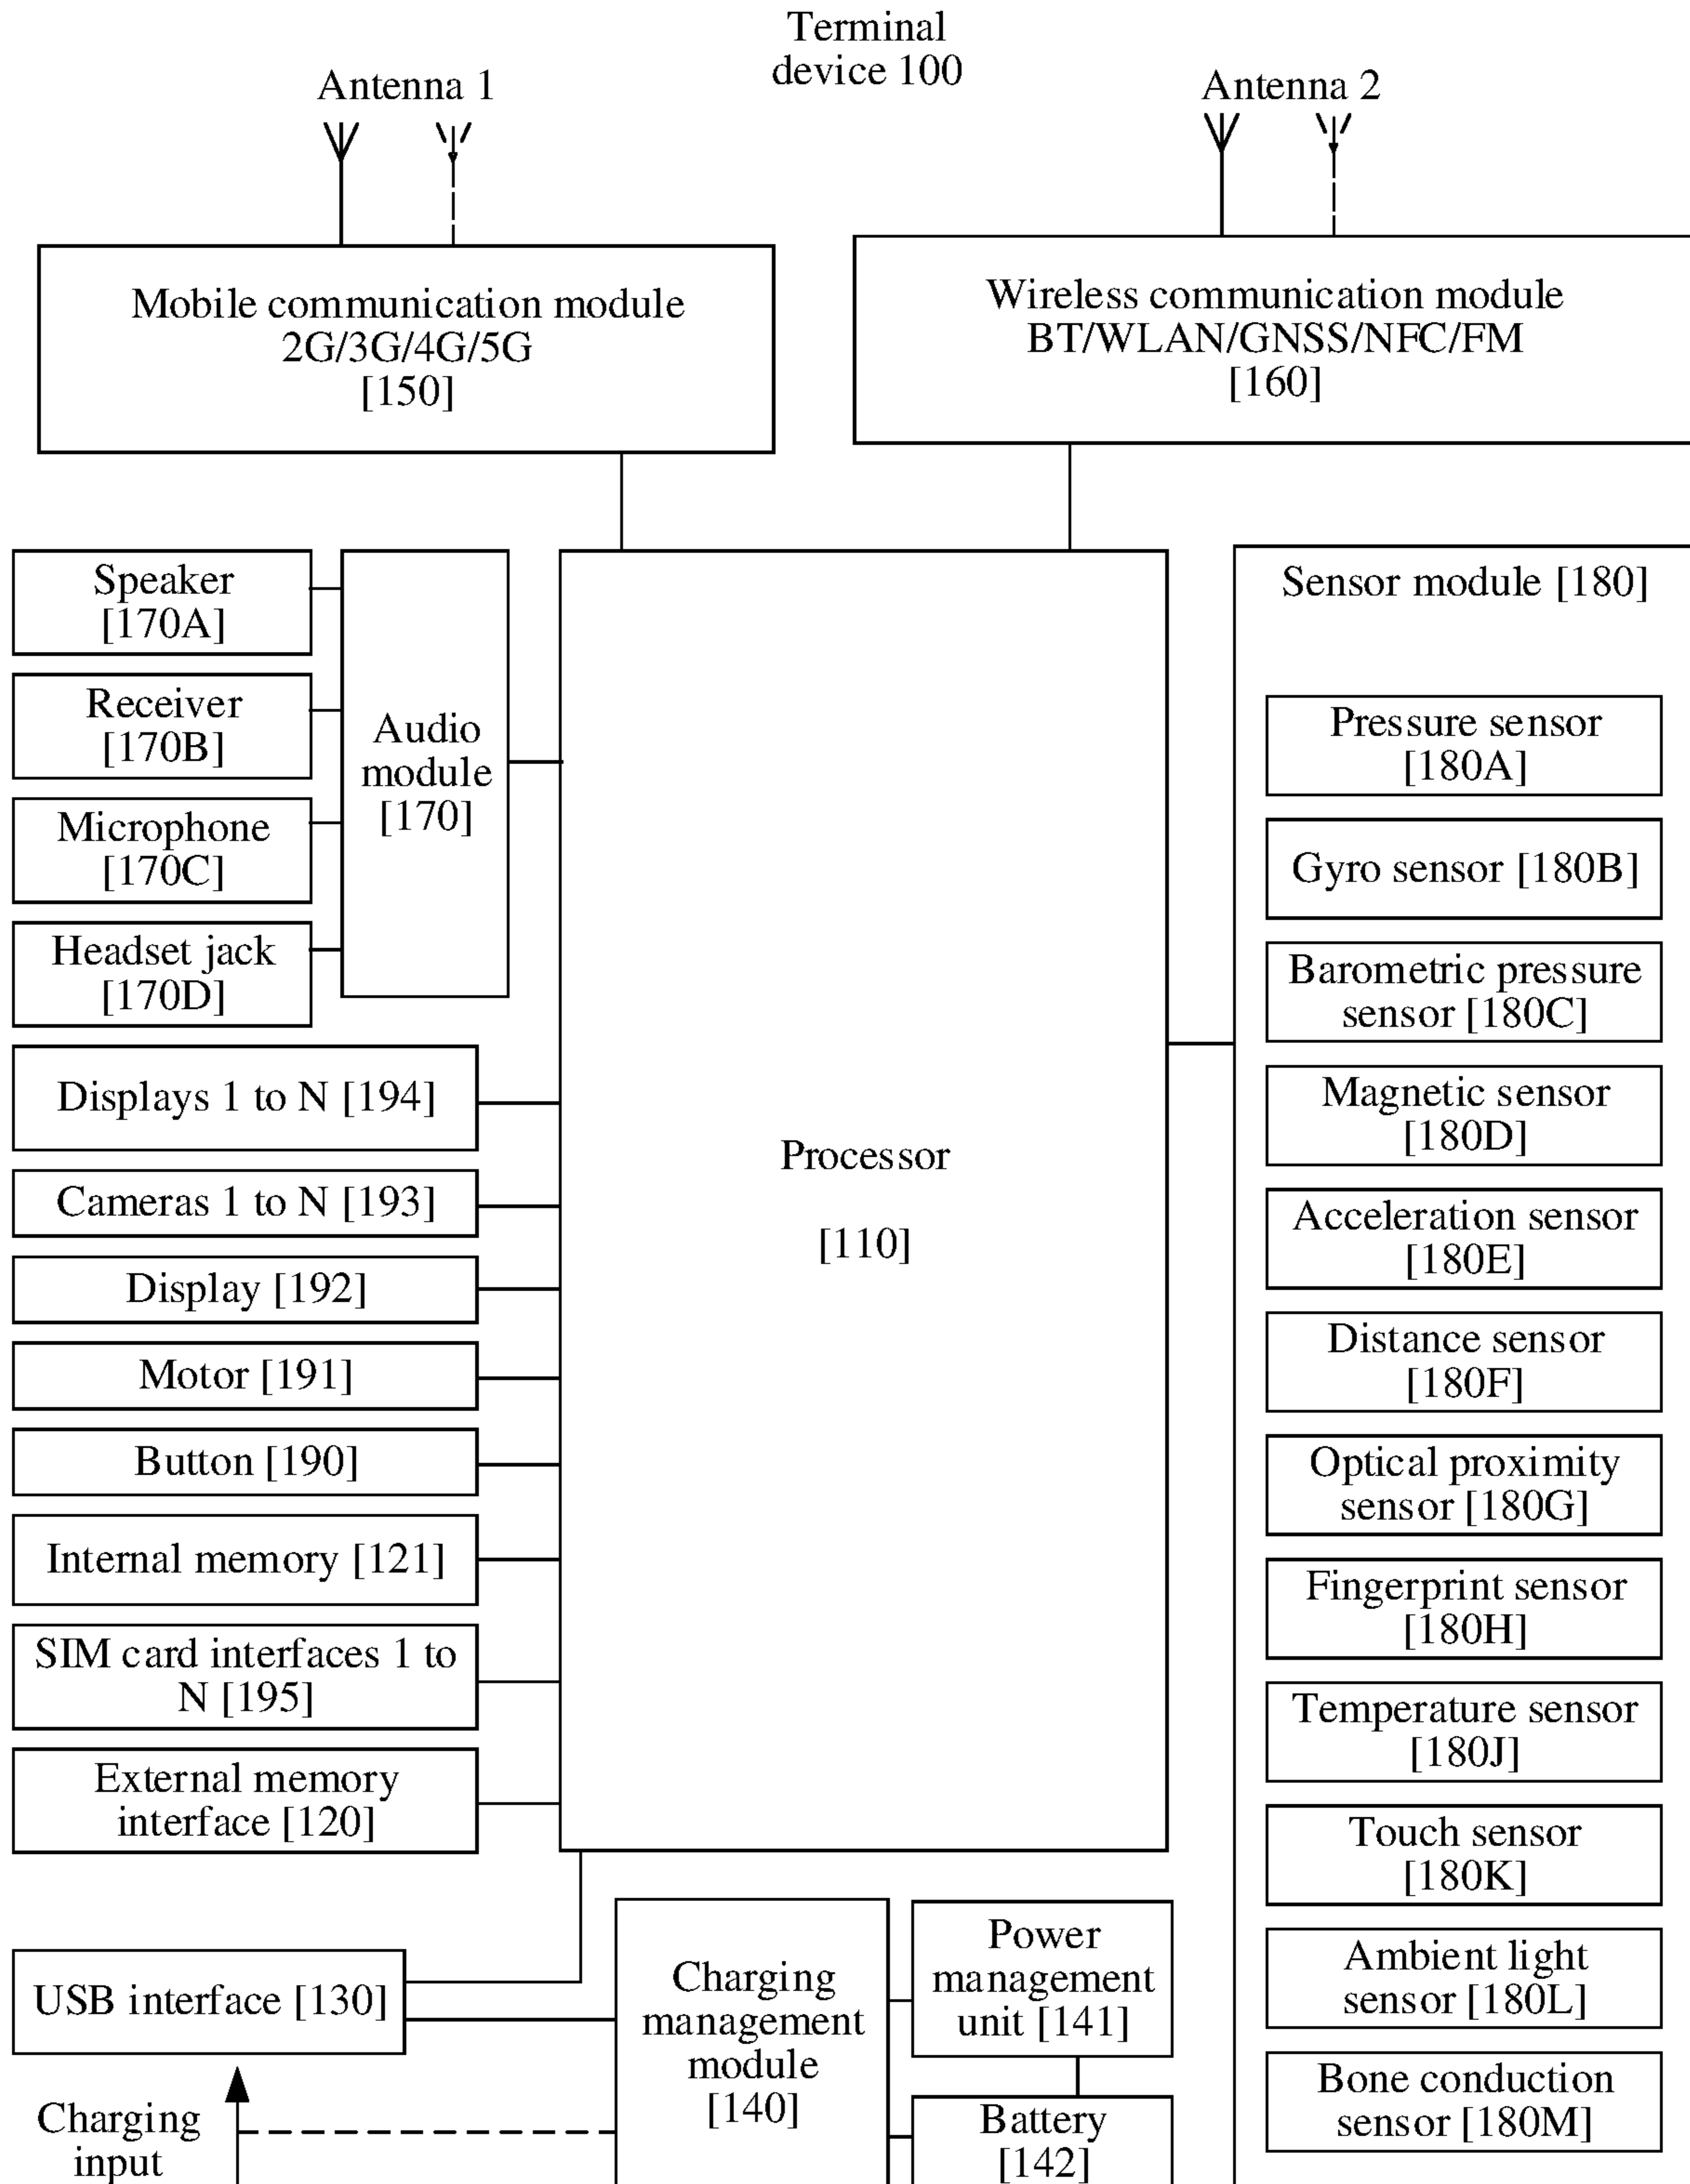 Terminal
device 100
Antenna 1
Antenna 2
Mobile communication module
2G/3G/4G/5G
[150]
Wireless communication module
BT/WLAN/GNSS/NFC/FM
[160]
Speaker
[170A]
Receiver
[170B]
Microphone
[170C]
Headset jack
[170D]
Audio
module
[170]
Displays 1 to N [194]
Cameras 1 to N [193]
Display [192]
Motor [191]
Button [190]
Internal memory [121]
SIM card interfaces 1 to
N [195]
External memory
interface [120]
Processor
[110]
Sensor module [180]
Pressure sensor
[180A]
Gyro sensor [180B]
Barometric pressure
sensor [180C]
Magnetic sensor
[180D]
Acceleration sensor
[180E]
Distance sensor
[180F]
Optical proximity
sensor [180G]
Fingerprint sensor
[180H]
Temperature sensor
[180J]
Touch sensor
[180K]
Ambient light
sensor [180L]
Bone conduction
sensor [180M]
USB interface [130]
Charging
input
Charging
management
module
[140]
Power
management
unit [141]
Battery
[142]